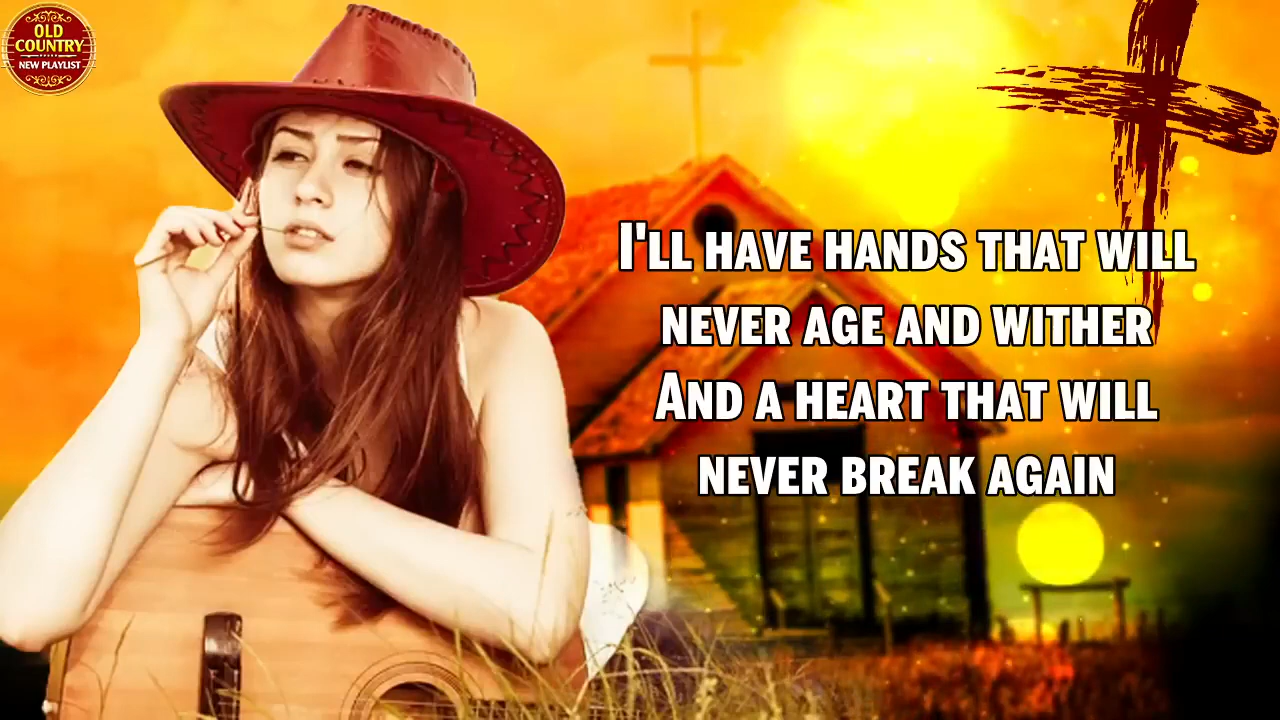 OLD
COUNTRY
NEW PLAYLIST
I'LL HAVE HANDS THAT WILL
NEVER AGE AND WITHER
AND A HEART THAT WILL
NEVER BREAK AGAIN